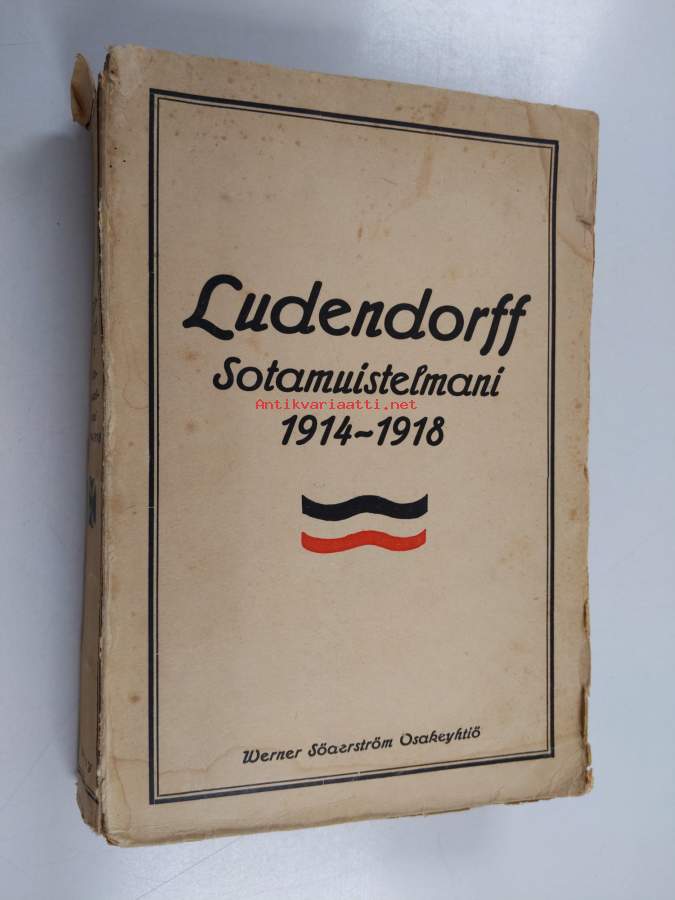 Ludendorff
Sotamuistelmani
Antikvariaatti.net
1914~1918
Werner Söderström Osakeyhtiö